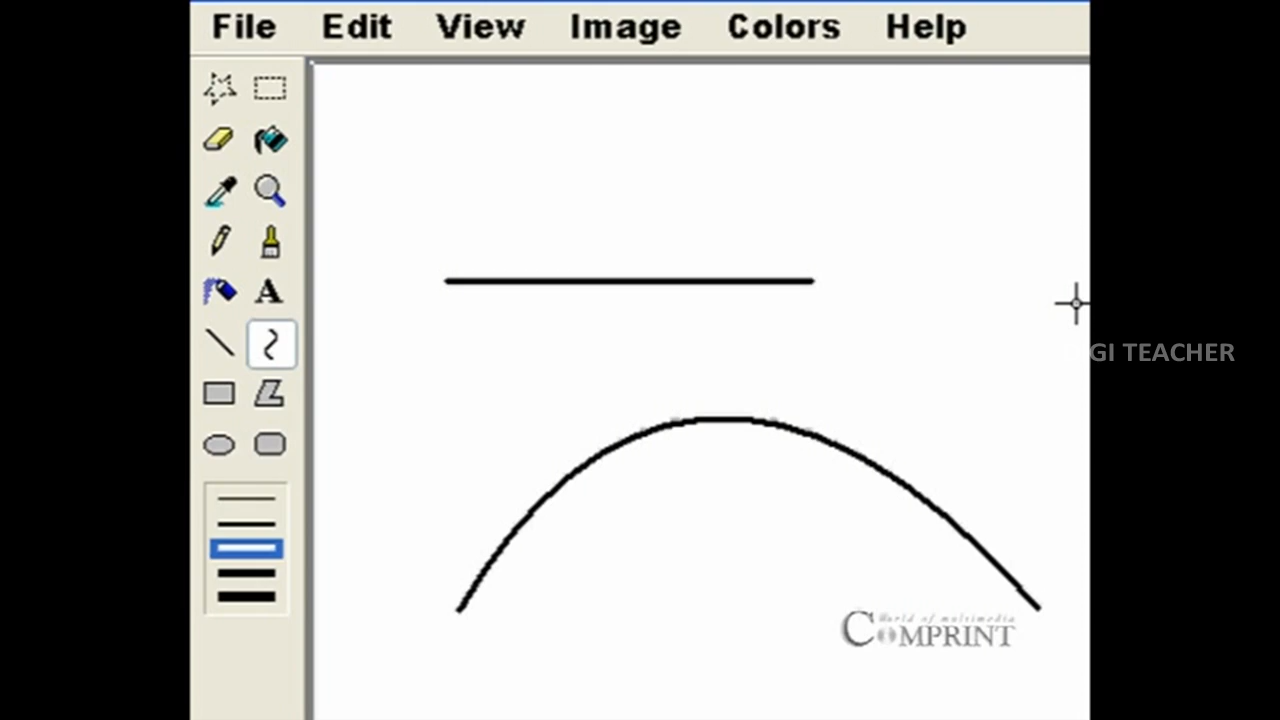 File Edit View Image Colors Help
A
GI TEACHER
World of multimedia
COMPRINT